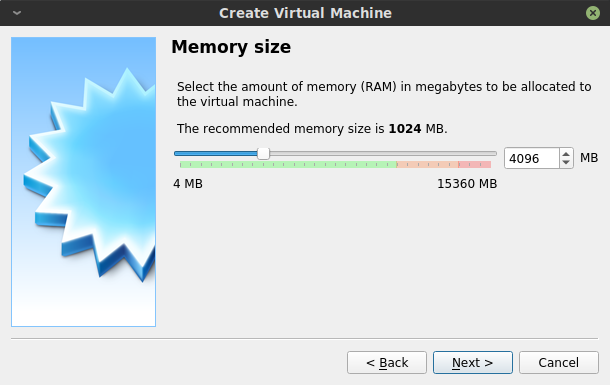 Create Virtual Machine
Memory size
Select the amount of memory (RAM) in megabytes to be allocated to
the virtual machine.
The recommended memory size is 1024 MB.
4096 MB
4 MB 15360 MB
< Back Next > Cancel